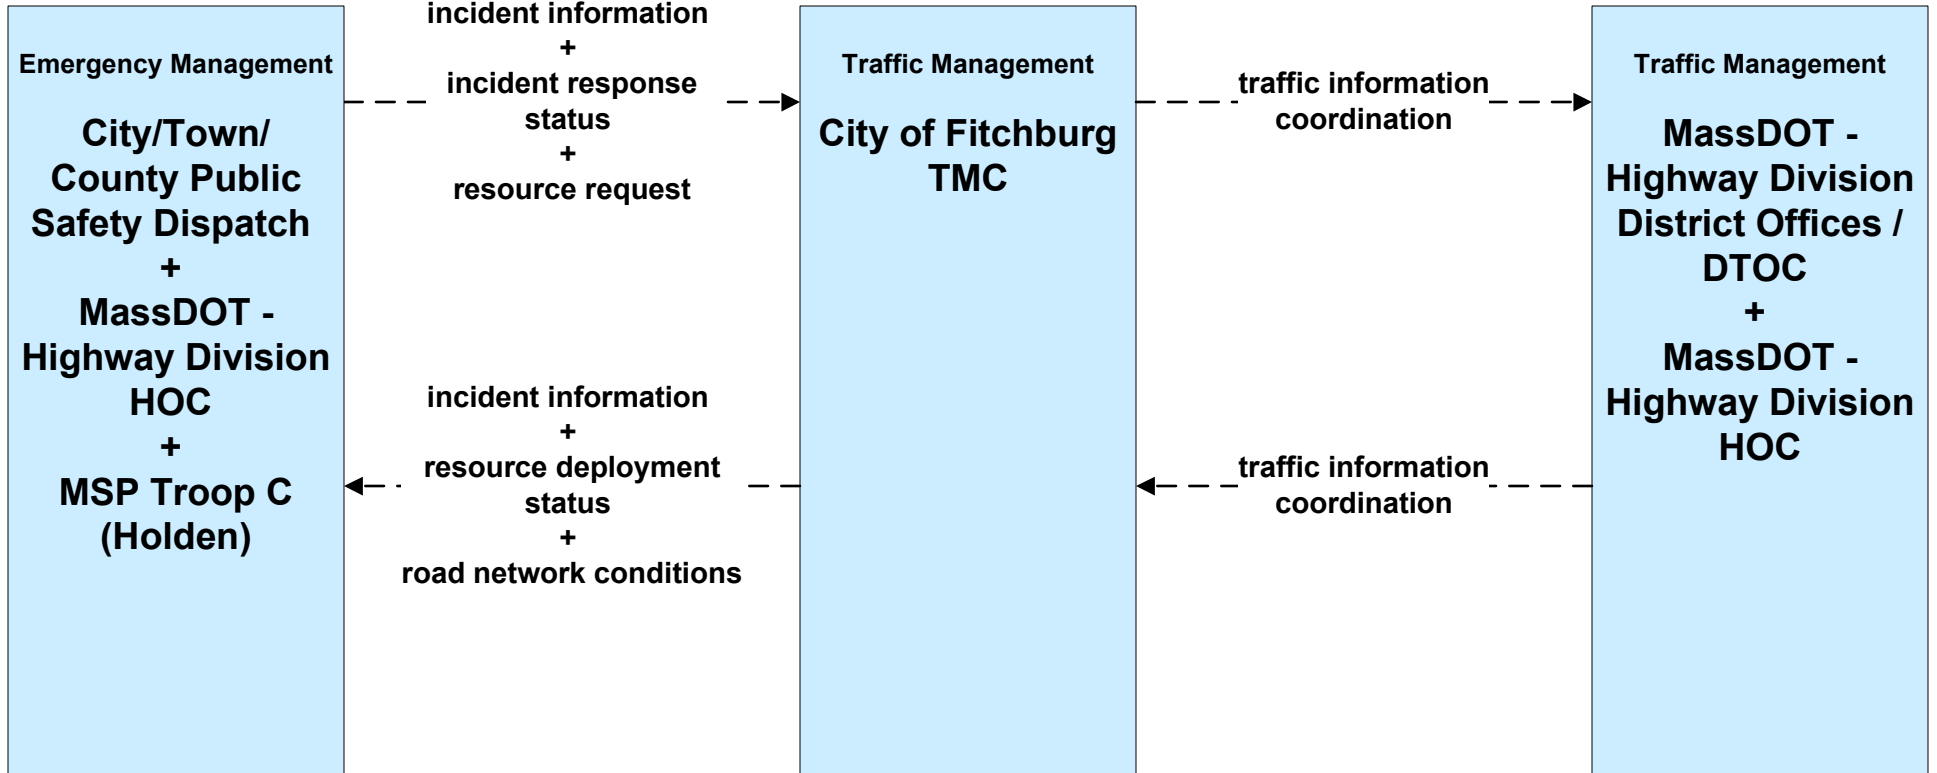 Emergency Management
City/Town/
County Public
Safety Dispatch
+
MassDOT -
Highway Division
HOC
+
MSP Troop C
(Holden)
incident information
+
incident response
status
+
resource request
incident information
+
resource deployment
status
+
road network conditions
Traffic Management
City of Fitchburg
TMC
traffic information
coordination
traffic information
coordination
Traffic Management
MassDOT -
Highway Division
District Offices /
DTOC
+
MassDOT -
Highway Division
HOC